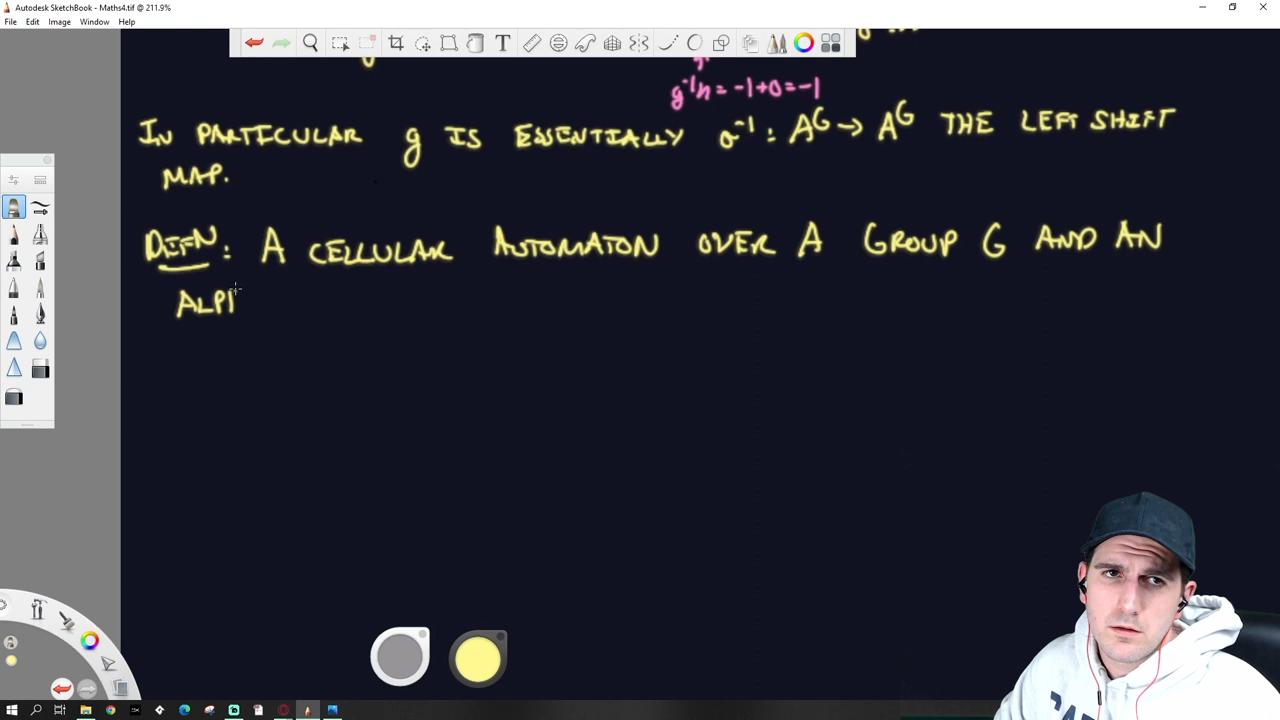 Autodesk SketchBook - Maths4.tif @ 211.9%
File Edit Image Window Help
g⁻¹n = -1+0 = -1
IN PARTICULAR g IS ESSENTIALLY σ⁻¹ : A^G → A^G THE LEFT SHIFT
MAP.
DEFN: A CELLULAR AUTOMATON OVER A GROUP G AND AN
ALPH